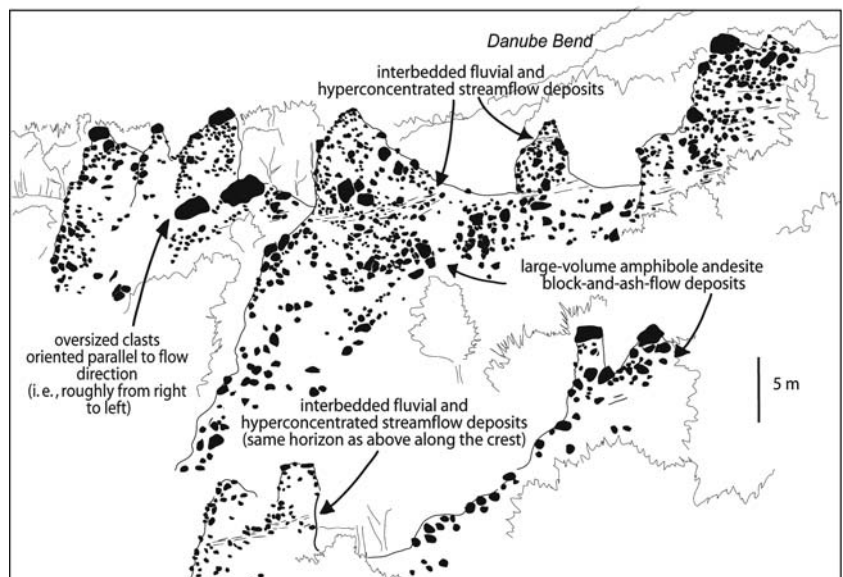 Danube Bend
interbedded fluvial and
hyperconcentrated streamflow deposits
large-volume amphibole andesite
block-and-ash-flow deposits
oversized clasts
oriented parallel to flow
direction
(i. e., roughly from right
to left)
5 m
interbedded fluvial and
hyperconcentrated streamflow deposits
(same horizon as above along the crest)